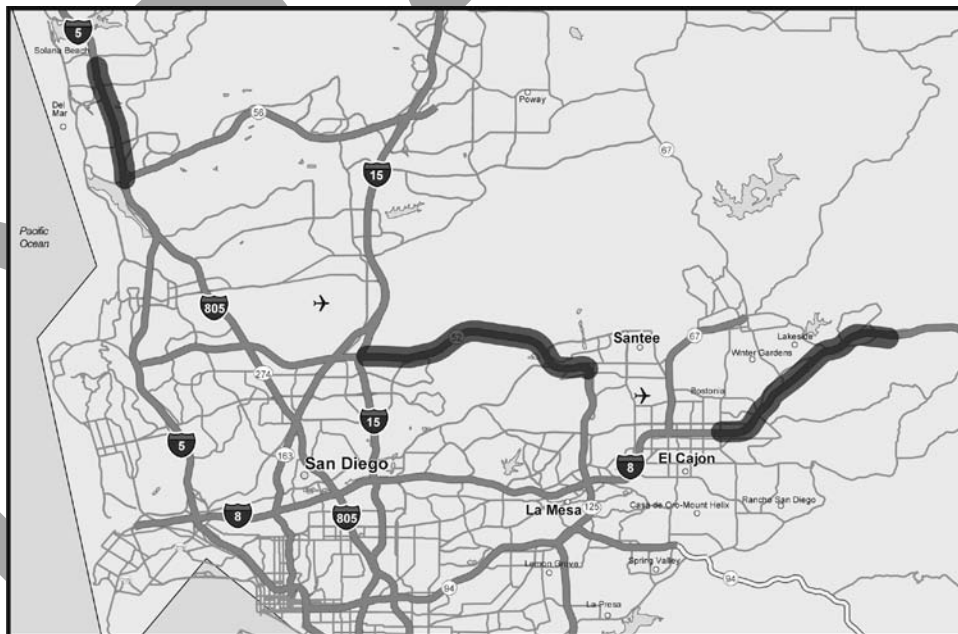 5
Solana Beach
Del
Mar
56
Poway
15
67
Pacific
Ocean
805
52
Santee
67
Lakeside
Winter Gardens
274
Bostonia
15
5
163
San Diego
8
El Cajon
8
805
La Mesa
125
Casa de Oro-Mount Helix
Rancho San Diego
Lemon Grove
Spring Valley
94
94
La Presa